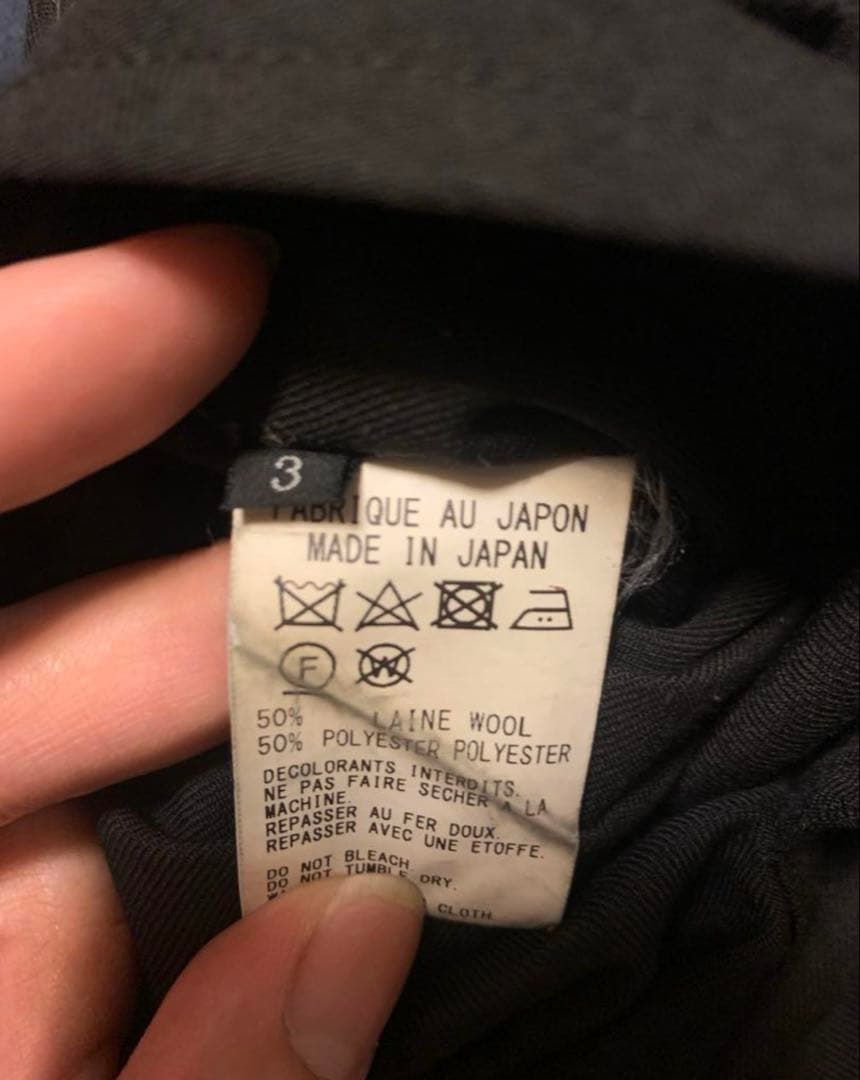 3
FABRIQUE AU JAPON
MADE IN JAPAN
F W
50% LAINE WOOL
50% POLYESTER POLYESTER
DECOLORANTS INTERDITS.
NE PAS FAIRE SECHER A LA
MACHINE.
REPASSER AU FER DOUX.
REPASSER AVEC UNE ETOFFE.
DO NOT BLEACH
DO NOT TUMBLE DRY.
CLOTH